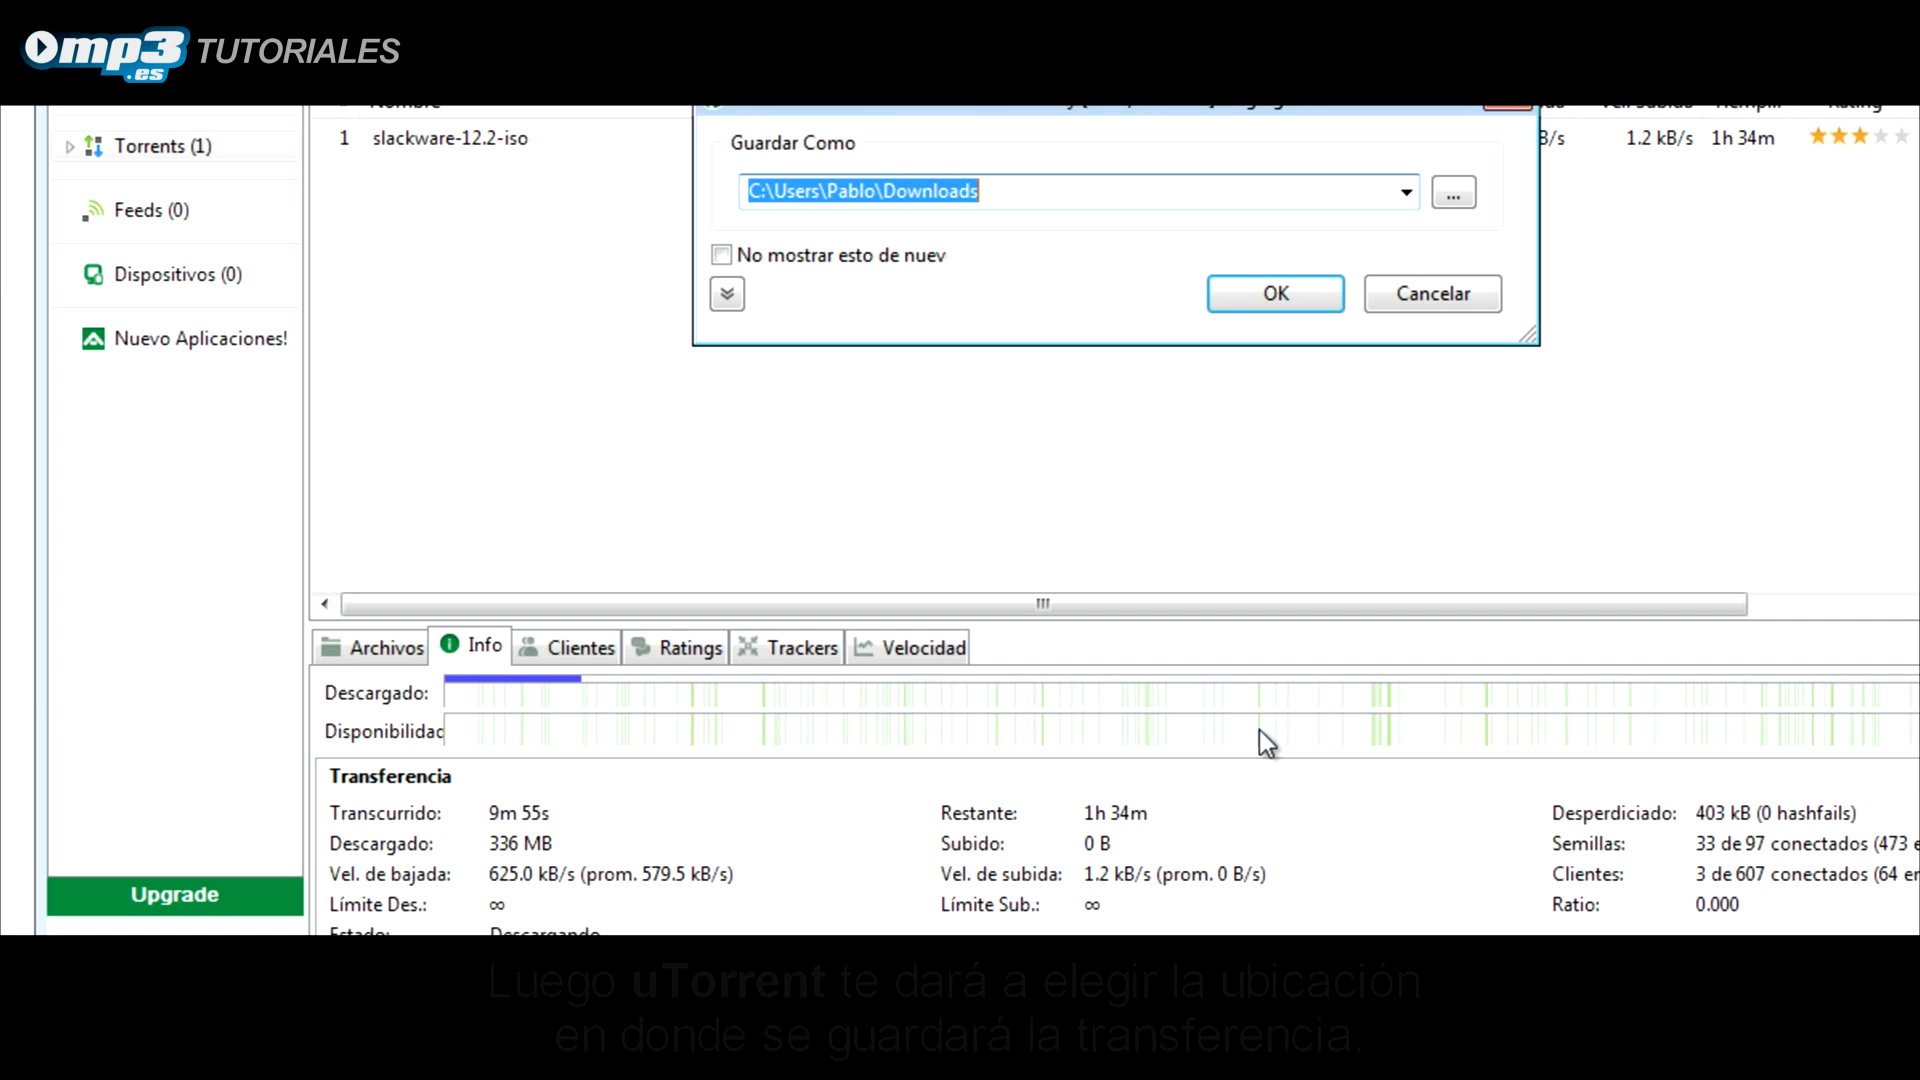 mp3 TUTORIALES
.es
Nombre
Torrents (1)
1 slackware-12.2-iso
B/s 1.2 kB/s 1h 34m
Guardar Como
C:\Users\Pablo\Downloads
...
Feeds (0)
No mostrar esto de nuev
Dispositivos (0)
OK Cancelar
Nuevo Aplicaciones!
Archivos Info Clientes Ratings Trackers Velocidad
Descargado:
Disponibilidad
Transferencia
Transcurrido: 9m 55s Restante: 1h 34m Desperdiciado: 403 kB (0 hashfails)
Descargado: 336 MB Subido: 0 B Semillas: 33 de 97 conectados (473 e
Vel. de bajada: 625.0 kB/s (prom. 579.5 kB/s) Vel. de subida: 1.2 kB/s (prom. 0 B/s) Clientes: 3 de 607 conectados (64 en
Límite Des.: ∞ Límite Sub.: ∞ Ratio: 0.000
Upgrade
Estado: Descargando
Luego uTorrent te dará a elegir la ubicación
en donde se guardará la transferencia.